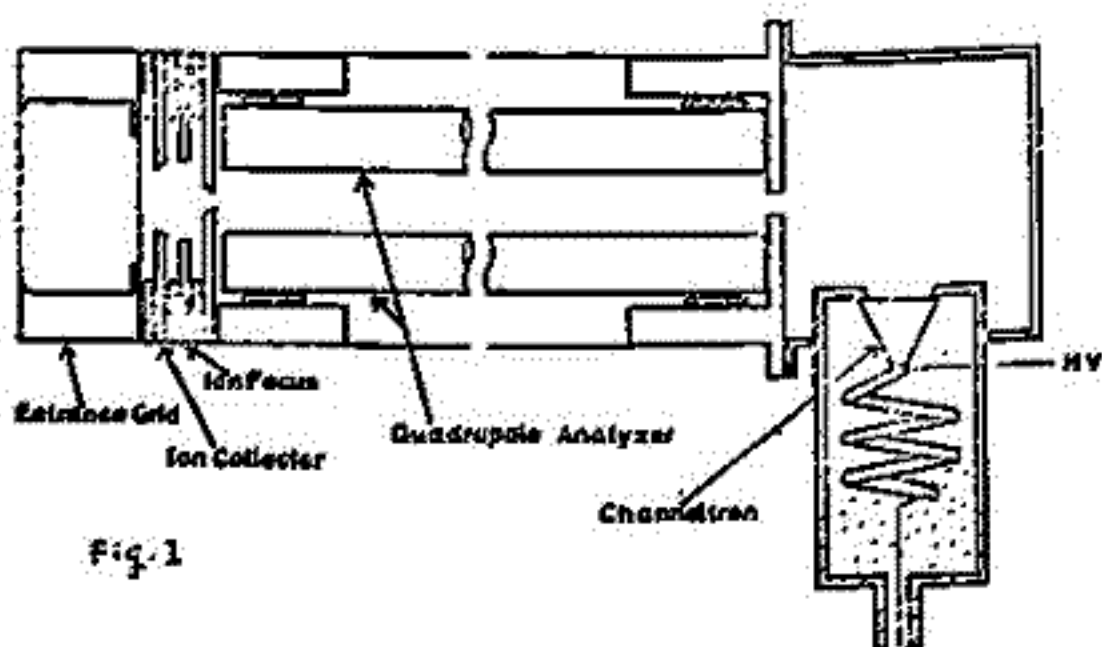 HV
Ion Focus
Entrance Grid
Quadrupole Analyzer
Ion Collector
Channeltron
Fig. 1